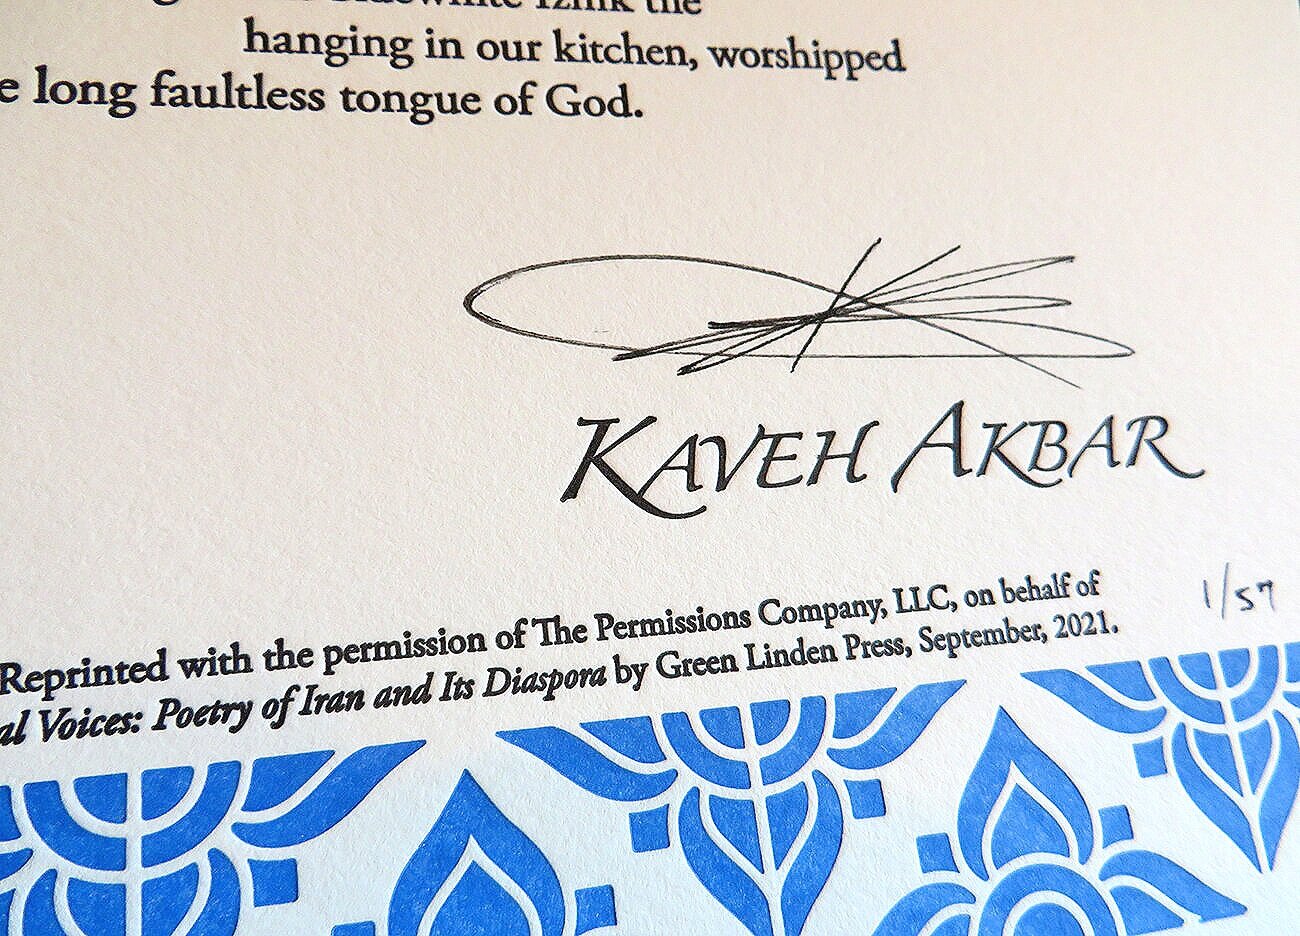 the
hanging in our kitchen, worshipped
e long faultless tongue of God.
KAVEH AKBAR
1/57
Reprinted with the permission of The Permissions Company, LLC, on behalf of
al Voices: Poetry of Iran and Its Diaspora by Green Linden Press, September, 2021.